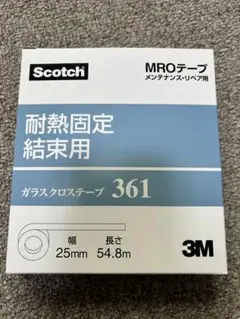 Scotch
MROテープ
メンテナンス・リペア用
耐熱固定
結束用
ガラスクロステープ 361
幅 長さ
25mm 54.8m
3M